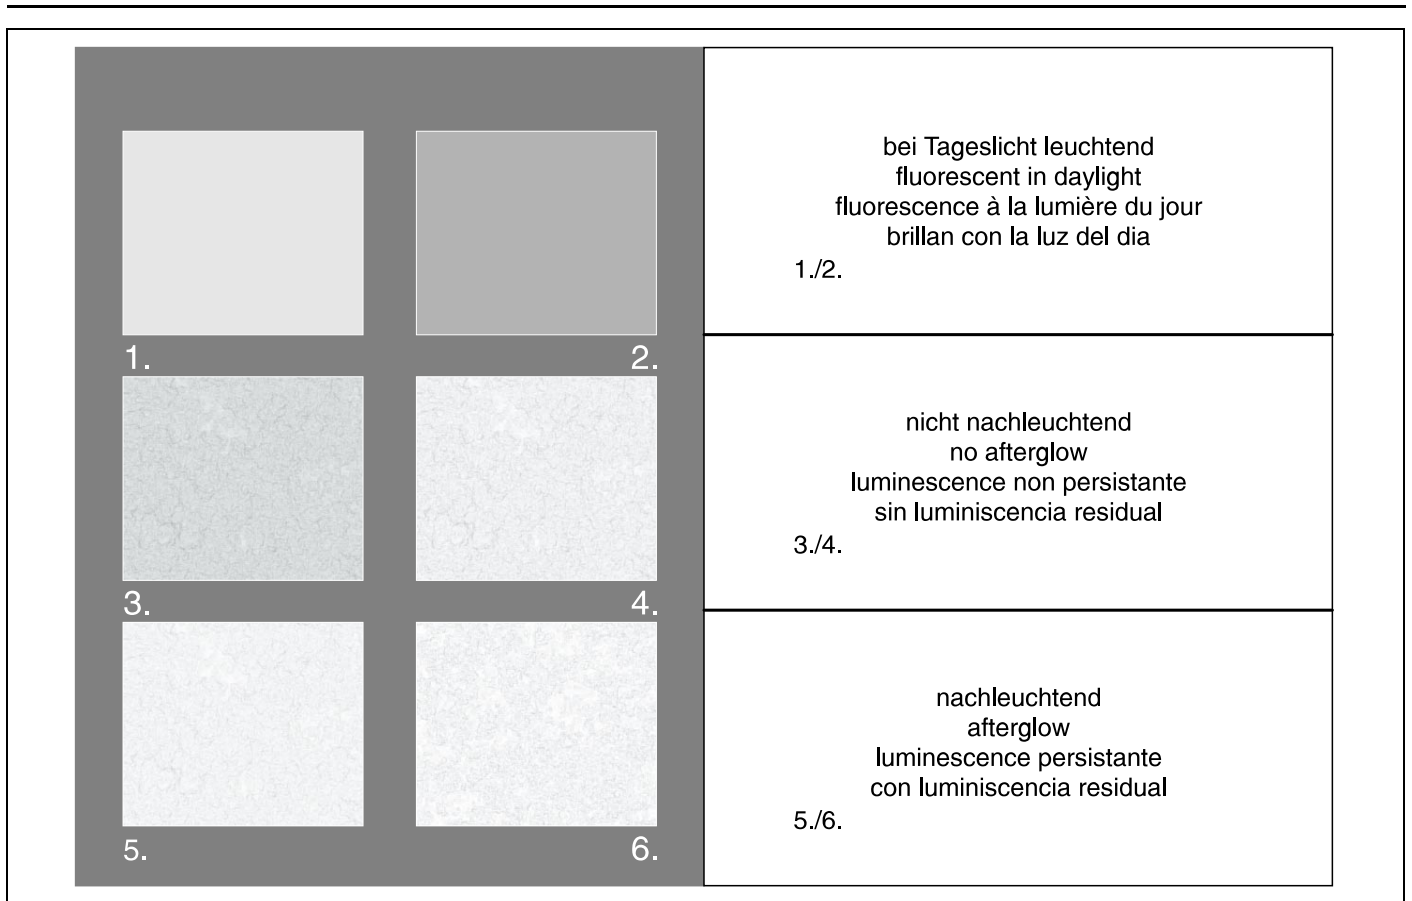 1.
2.
3.
4.
5.
6.
bei Tageslicht leuchtend
fluorescent in daylight
fluorescence à la lumière du jour
brillan con la luz del dia
1./2.
nicht nachleuchtend
no afterglow
luminescence non persistante
sin luminiscencia residual
3./4.
nachleuchtend
afterglow
luminescence persistante
con luminiscencia residual
5./6.